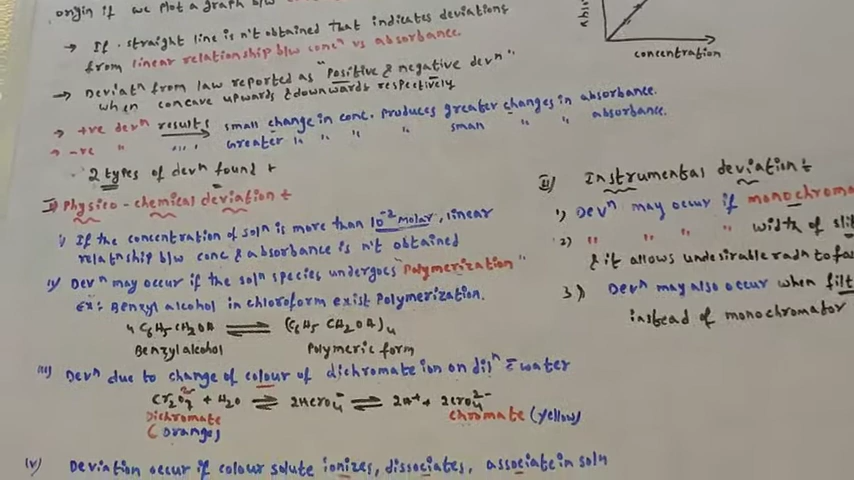 origin if we plot a graph b/w
→ If straight line is n't obtained that indicates deviations
from linear relationship b/w concn vs absorbance.
→ Deviatn from law reported as "Positive & negative devn"
when concave upwards & downwards respectively
→ +ve devn results small change in conc. produces greater changes in absorbance.
→ -ve " ,, ,, Greater ,, " " " small " " absorbance.
2 types of devn found :
I) Physico-chemical deviation :
i) If the concentration of soln is more than 10⁻² molar, linear
relatnship b/w conc & absorbance is n't obtained
ii) Devn may occur if the soln species undergoes "Polymerization"
Ex: Benzyl alcohol in chloroform exist Polymerization.
4 C6H5CH2OH ⇌ (C6H5 CH2OH)4
Benzyl alcohol Polymeric form
iii) Devn due to change of colour of dichromate ion on diln c̄ water
Cr2O7²⁻ + H2O ⇌ 2HCrO4⁻ ⇌ 2H⁺ + 2CrO4²⁻
Dichromate chromate (yellow)
(orange)
(v) Deviation occur if colour solute ionizes, dissociates, associate in soln
concentration
II) Instrumental deviation :
1) Devn may occur if monochroma
2) " " " " width of slit
& it allows undesirable radn to
3) Devn may also occur when filt
instead of monochromator